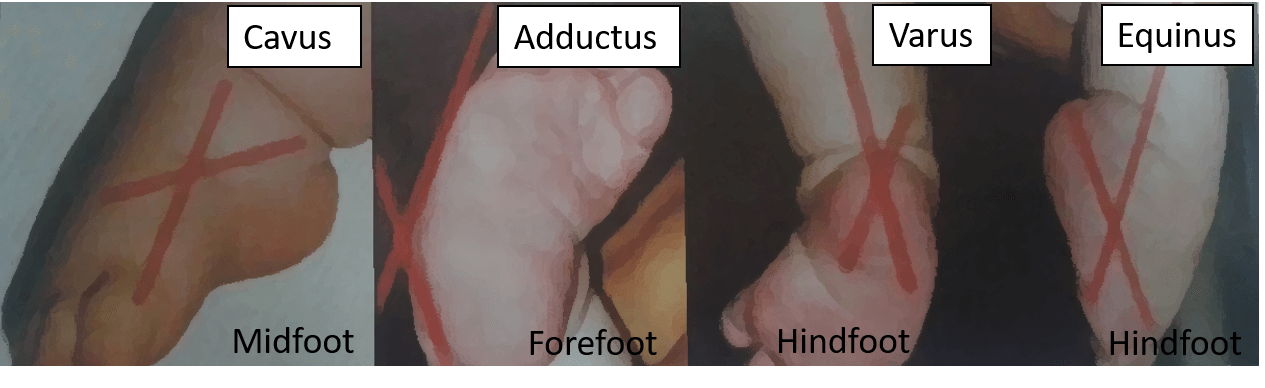 Cavus
Adductus
Varus
Equinus
Midfoot
Forefoot
Hindfoot
Hindfoot